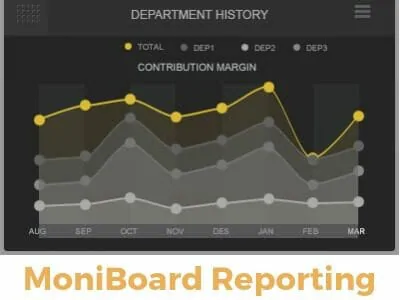 DEPARTMENT HISTORY
TOTAL DEP1 DEP2 DEP3
CONTRIBUTION MARGIN
AUG SEP OCT NOV DES JAN FEB MAR
MoniBoard Reporting